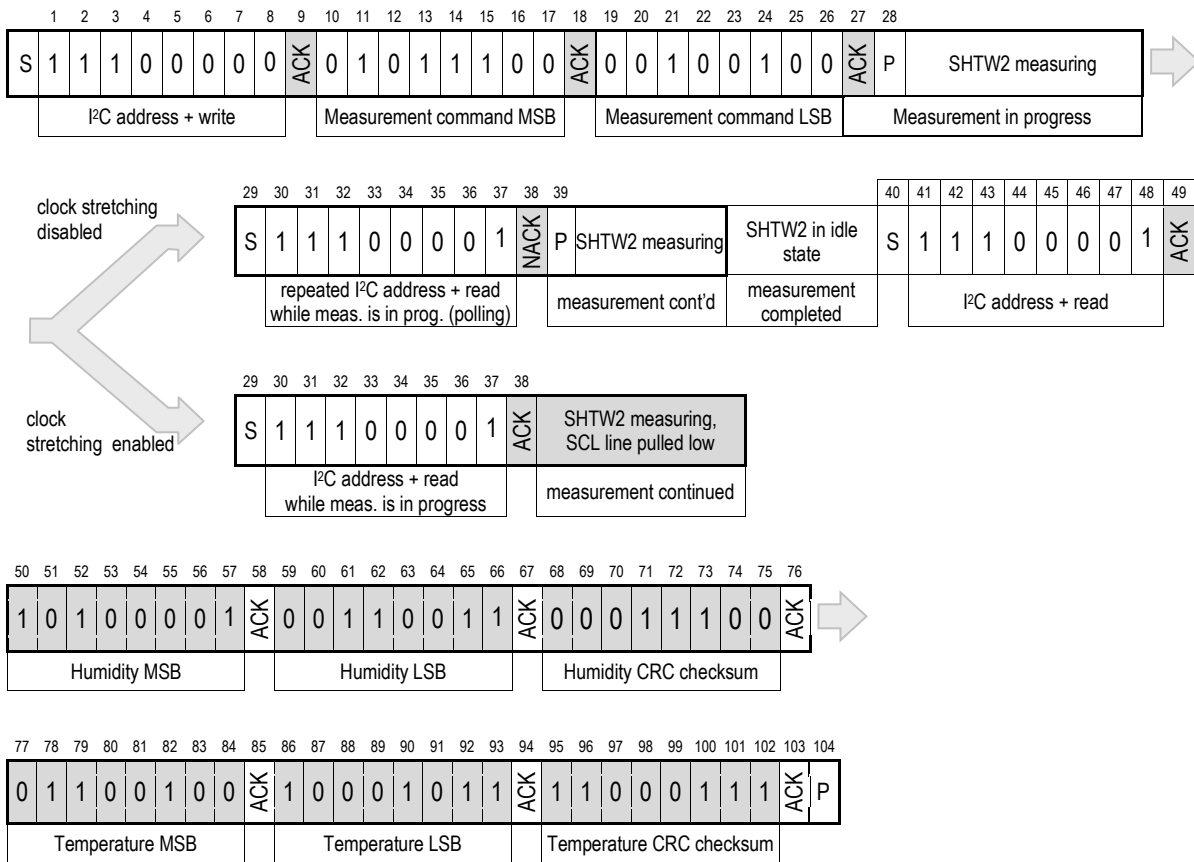 1 2 3 4 5 6 7 8 9 10 11 12 13 14 15 16 17 18 19 20 21 22 23 24 25 26 27 28
S 1 1 1 0 0 0 0 0 ACK 0 1 0 1 1 1 0 0 ACK 0 0 1 0 0 1 0 0 ACK P SHTW2 measuring
I²C address + write Measurement command MSB Measurement command LSB Measurement in progress
clock stretching
disabled
29 30 31 32 33 34 35 36 37 38 39 40 41 42 43 44 45 46 47 48 49
S 1 1 1 0 0 0 0 1 NACK P SHTW2 measuring SHTW2 in idle
state S 1 1 1 0 0 0 0 1 ACK
repeated I²C address + read
while meas. is in prog. (polling)
measurement cont'd
measurement
completed
I²C address + read
clock
stretching enabled
29 30 31 32 33 34 35 36 37 38
S 1 1 1 0 0 0 0 1 ACK SHTW2 measuring,
SCL line pulled low
I²C address + read
while meas. is in progress
measurement continued
50 51 52 53 54 55 56 57 58 59 60 61 62 63 64 65 66 67 68 69 70 71 72 73 74 75 76
1 0 1 0 0 0 0 1 ACK 0 0 1 1 0 0 1 1 ACK 0 0 0 1 1 1 0 0 ACK
Humidity MSB Humidity LSB Humidity CRC checksum
77 78 79 80 81 82 83 84 85 86 87 88 89 90 91 92 93 94 95 96 97 98 99 100 101 102 103 104
0 1 1 0 0 1 0 0 ACK 1 0 0 0 1 0 1 1 ACK 1 1 0 0 0 1 1 1 ACK P
Temperature MSB Temperature LSB Temperature CRC checksum